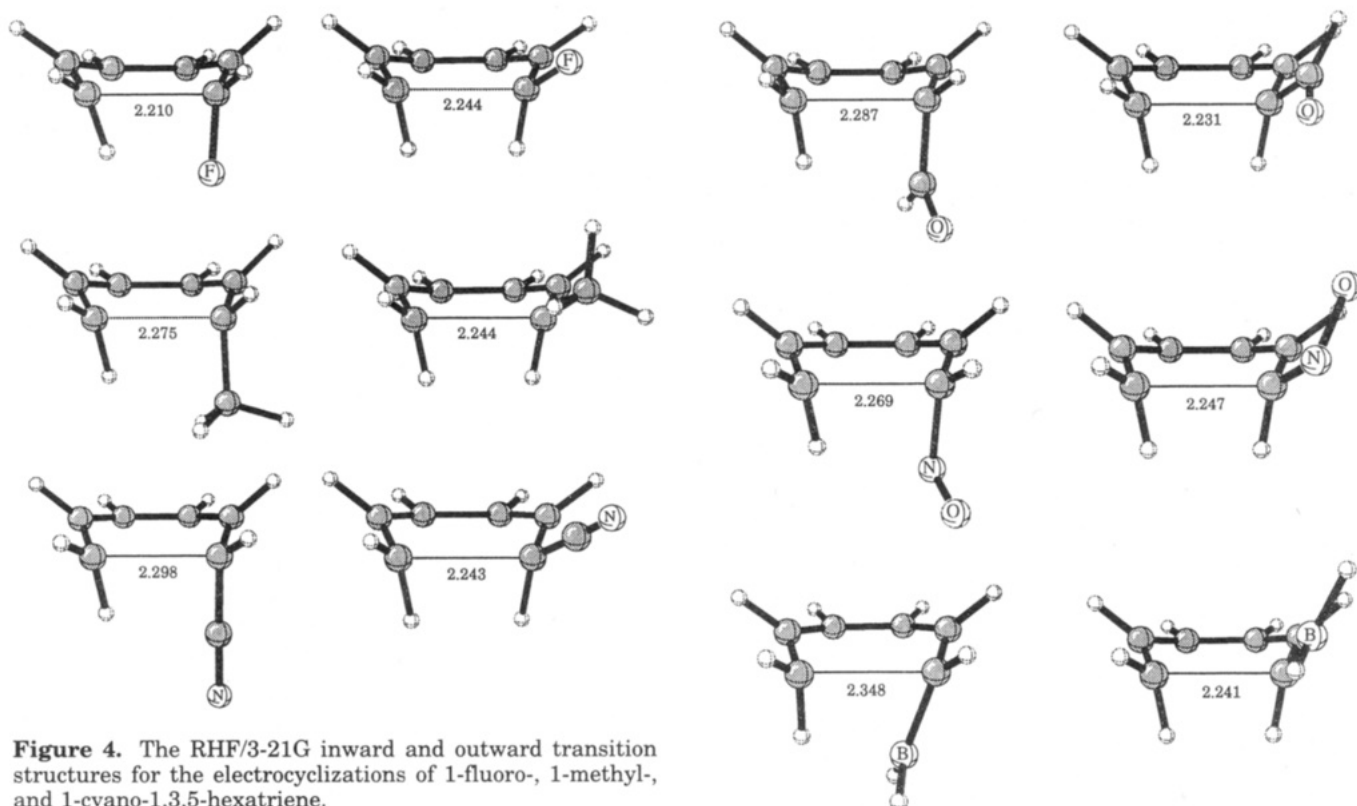 F
2.210
F
2.244
2.275
2.244
2.298
N
N
2.243
2.287
O
2.231
O
2.269
N
O
2.247
O
N
2.348
B
2.241
B
Figure 4. The RHF/3-21G inward and outward transition
structures for the electrocyclizations of 1-fluoro-, 1-methyl-,
and 1-cyano-1,3,5-hexatriene.